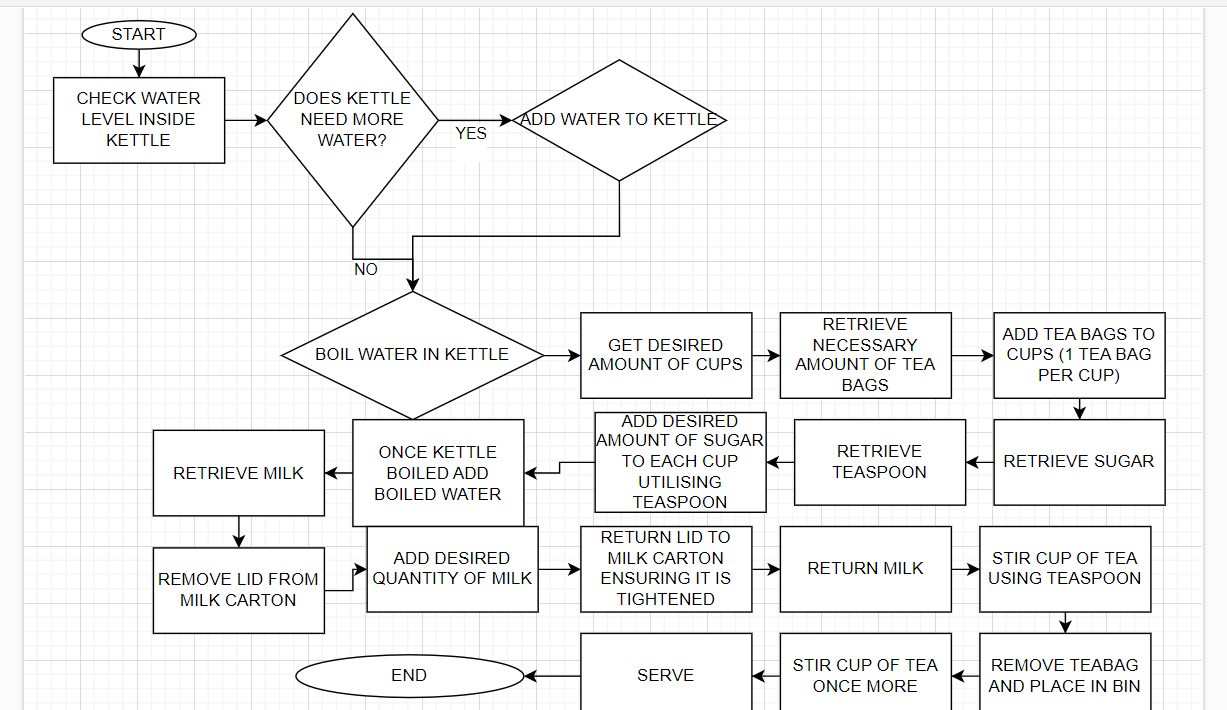 START
CHECK WATER
LEVEL INSIDE
KETTLE
DOES KETTLE
NEED MORE
WATER?
YES
ADD WATER TO KETTLE
NO
BOIL WATER IN KETTLE
GET DESIRED
AMOUNT OF CUPS
RETRIEVE
NECESSARY
AMOUNT OF TEA
BAGS
ADD TEA BAGS TO
CUPS (1 TEA BAG
PER CUP)
RETRIEVE SUGAR
RETRIEVE
TEASPOON
ADD DESIRED
AMOUNT OF SUGAR
TO EACH CUP
UTILISING
TEASPOON
ONCE KETTLE
BOILED ADD
BOILED WATER
RETRIEVE MILK
REMOVE LID FROM
MILK CARTON
ADD DESIRED
QUANTITY OF MILK
RETURN LID TO
MILK CARTON
ENSURING IT IS
TIGHTENED
RETURN MILK
STIR CUP OF TEA
USING TEASPOON
REMOVE TEABAG
AND PLACE IN BIN
STIR CUP OF TEA
ONCE MORE
SERVE
END